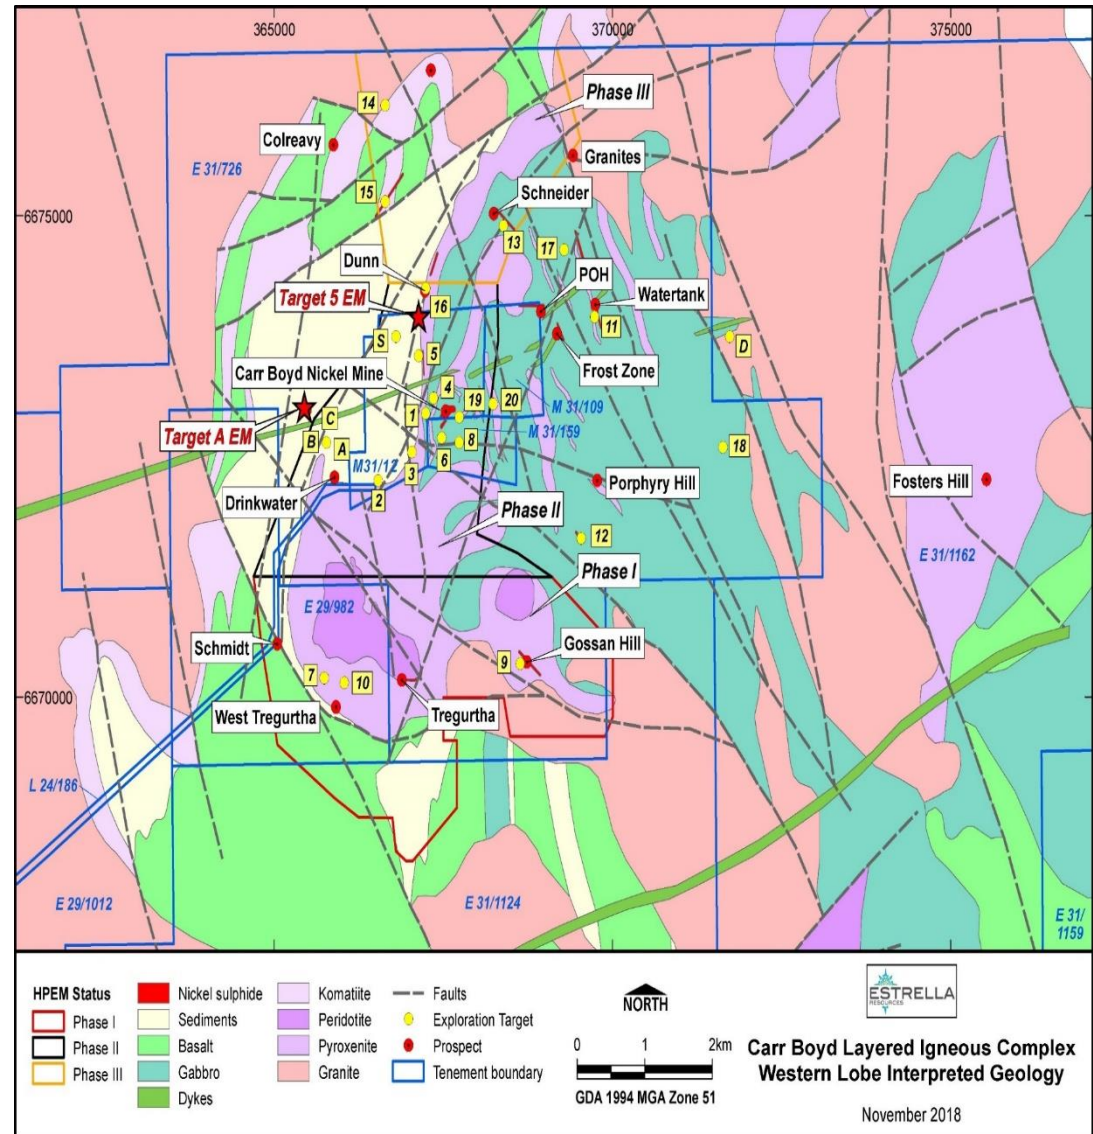 365000
370000
375000
Phase III
14
Colreavy
Granites
E 31/726
15
Schneider
6675000
13
17
Dunn
POH
Target 5 EM
16
Watertank
S
11
5
D
Carr Boyd Nickel Mine
Frost Zone
4
19
20
M 31/109
1
Target A EM
C
M 31/159
B
A
8
18
6
M31/12
3
Drinkwater
2
Porphyry Hill
Fosters Hill
Phase II
12
E 31/1162
Phase I
E 29/982
Schmidt
Gossan Hill
9
7
10
6670000
West Tregurtha
Tregurtha
L 24/186
E 29/1012
E 31/1124
E 31/
1159
HPEM Status
Phase I
Phase II
Phase III
Nickel sulphide
Sediments
Basalt
Gabbro
Dykes
Komatiite
Peridotite
Pyroxenite
Granite
Faults
Exploration Target
Prospect
Tenement boundary
NORTH
0 1 2km
GDA 1994 MGA Zone 51
ESTRELLA
RESOURCES
Carr Boyd Layered Igneous Complex
Western Lobe Interpreted Geology
November 2018